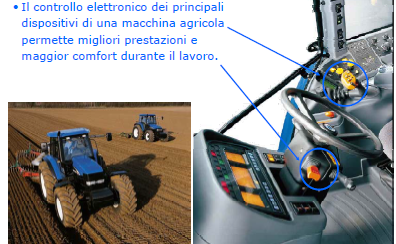 • Il controllo elettronico dei principali
dispositivi di una macchina agricola
permette migliori prestazioni e
maggior comfort durante il lavoro.